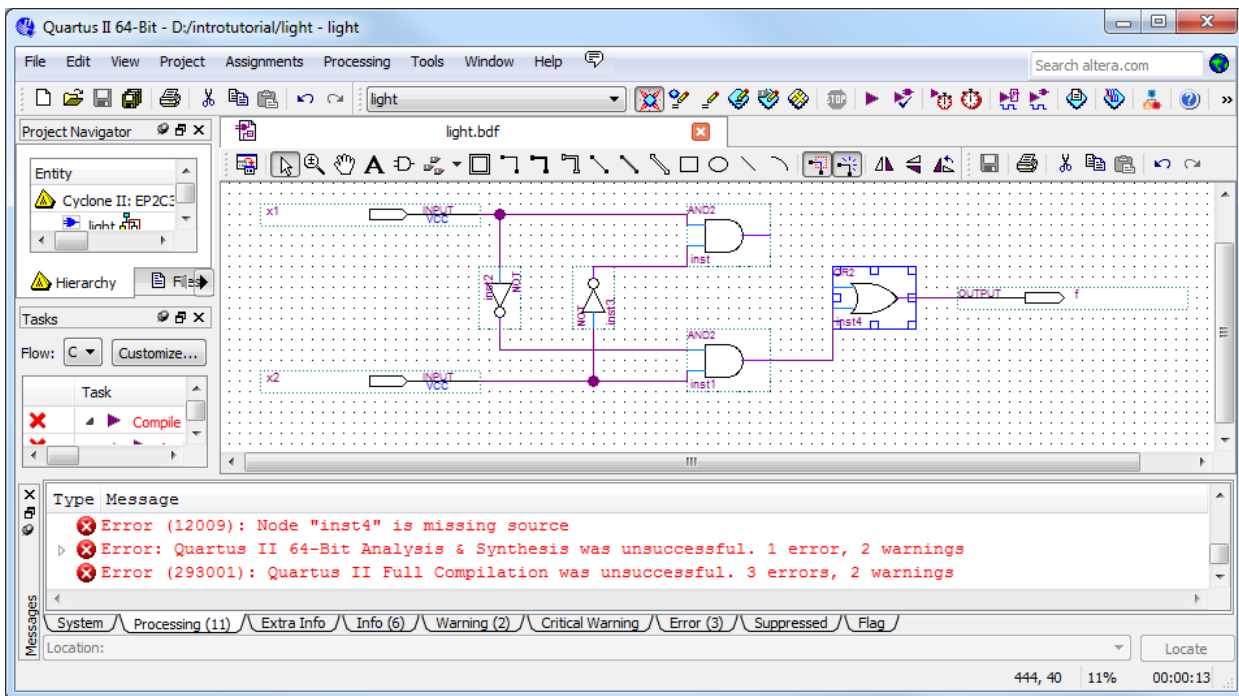 Quartus II 64-Bit - D:/introtutorial/light - light
File Edit View Project Assignments Processing Tools Window Help
Search altera.com
light
Project Navigator
light.bdf
Entity
Cyclone II: EP2C3
light
Hierarchy
Files
Tasks
Flow: C Customize...
Task
Compile
x1
INPUT
VCC
AND2
inst
inst2
NOT
NOT
inst3
OR2
inst4
OUTPUT
f
AND2
inst1
x2
INPUT
VCC
Type Message
Error (12009): Node "inst4" is missing source
Error: Quartus II 64-Bit Analysis & Synthesis was unsuccessful. 1 error, 2 warnings
Error (293001): Quartus II Full Compilation was unsuccessful. 3 errors, 2 warnings
Messages
System Processing (11) Extra Info Info (6) Warning (2) Critical Warning Error (3) Suppressed Flag
Location:
Locate
444, 40 11% 00:00:13